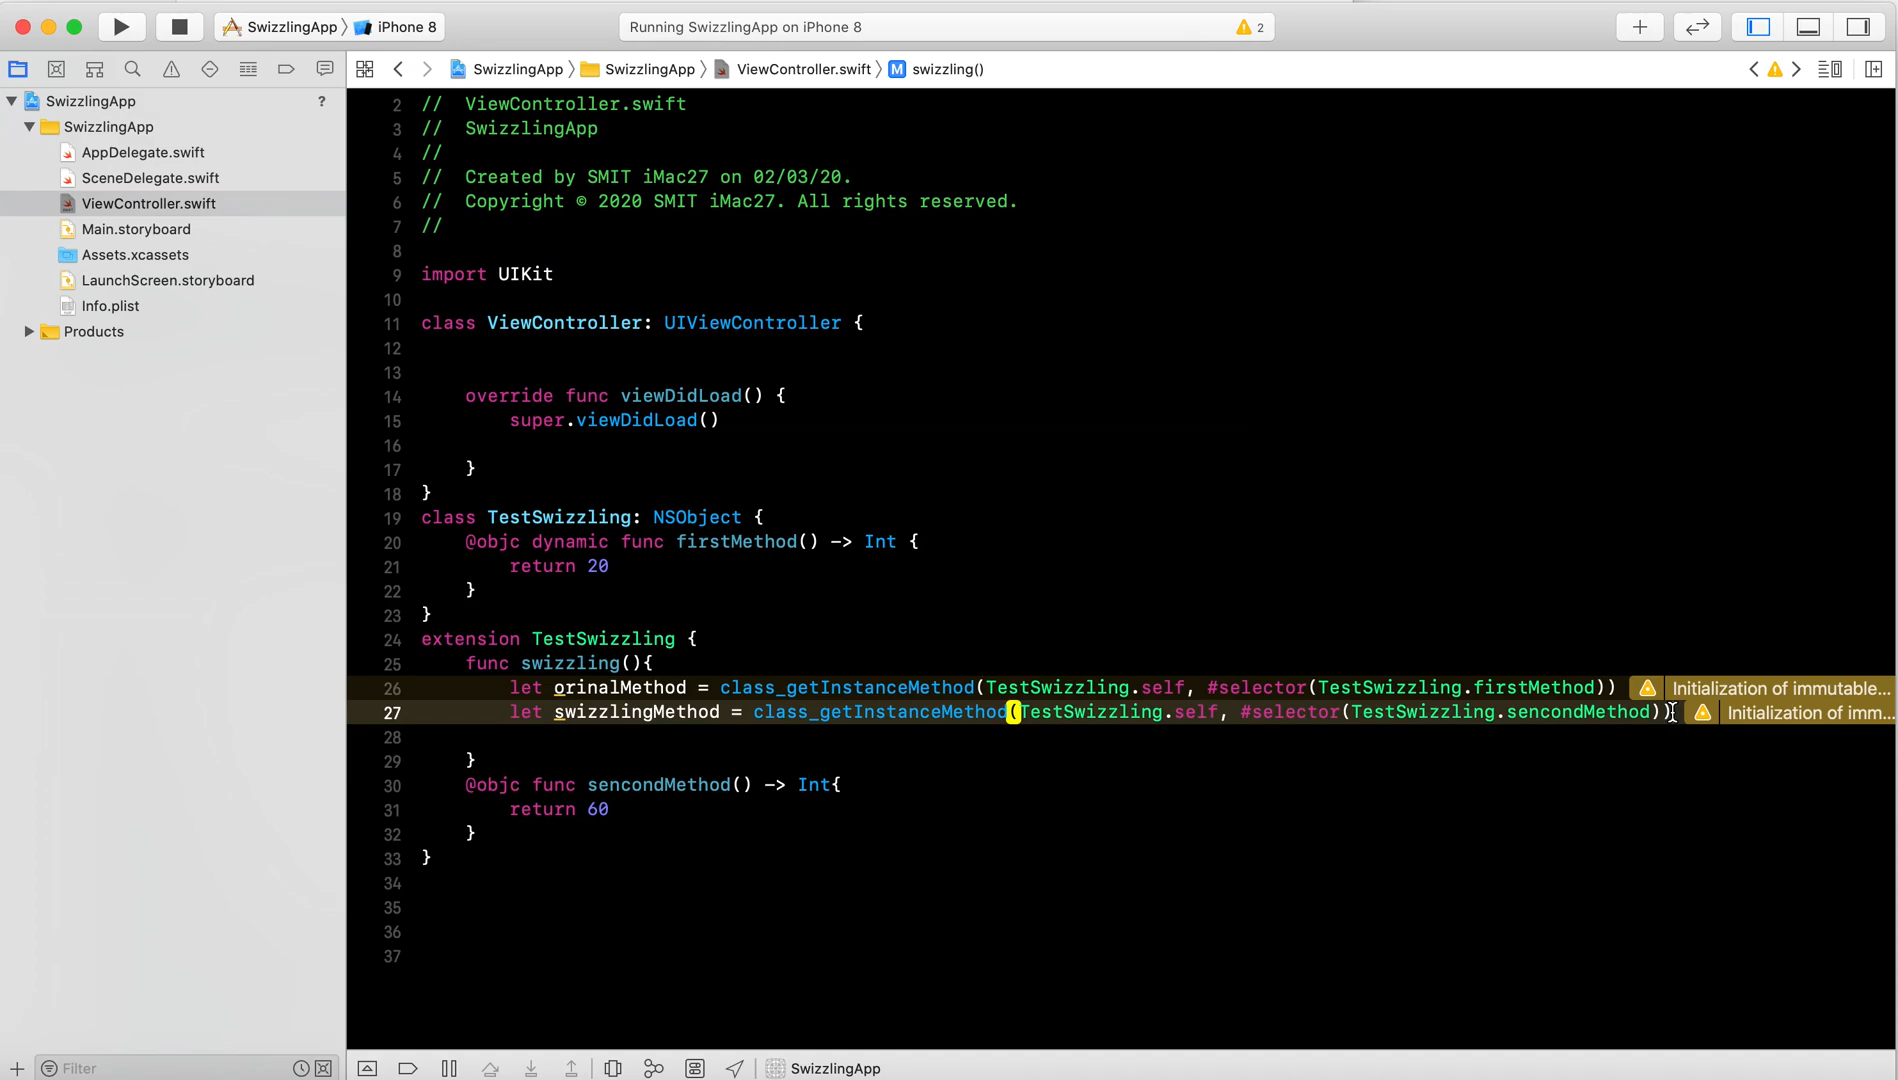 SwizzlingApp
iPhone 8
Running SwizzlingApp on iPhone 8
2
SwizzlingApp
SwizzlingApp
ViewController.swift
M
swizzling()
SwizzlingApp
?
SwizzlingApp
AppDelegate.swift
SceneDelegate.swift
ViewController.swift
Main.storyboard
Assets.xcassets
LaunchScreen.storyboard
Info.plist
Products
2 // ViewController.swift
3 // SwizzlingApp
4 //
5 // Created by SMIT iMac27 on 02/03/20.
6 // Copyright © 2020 SMIT iMac27. All rights reserved.
7 //
8
9 import UIKit
10
11 class ViewController: UIViewController {
12
13
14 override func viewDidLoad() {
15 super.viewDidLoad()
16
17 }
18 }
19 class TestSwizzling: NSObject {
20 @objc dynamic func firstMethod() -> Int {
21 return 20
22 }
23 }
24 extension TestSwizzling {
25 func swizzling(){
26 let orinalMethod = class_getInstanceMethod(TestSwizzling.self, #selector(TestSwizzling.firstMethod)) Initialization of immutable...
27 let swizzlingMethod = class_getInstanceMethod(TestSwizzling.self, #selector(TestSwizzling.sencondMethod)) Initialization of imm...
28
29 }
30 @objc func sencondMethod() -> Int{
31 return 60
32 }
33 }
34
35
36
37
Filter
SwizzlingApp